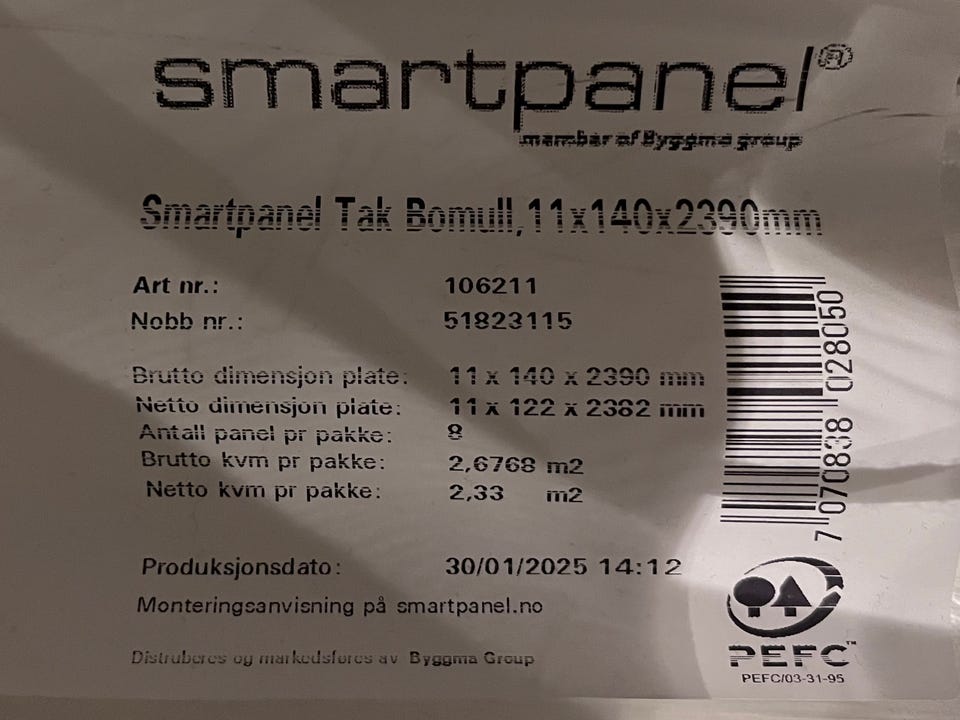 smartpanel®
member of Byggma group
Smartpanel Tak Bomull, 11x140x2390mm
Art nr.: 106211
Nobb nr.: 51823115
Brutto dimensjon plate: 11 x 140 x 2390 mm
Netto dimensjon plate: 11 x 122 x 2382 mm
Antall panel pr pakke: 8
Brutto kvm pr pakke: 2,6768 m2
Netto kvm pr pakke: 2,33 m2
7 070838 028050
Produksjonsdato: 30/01/2025 14:12
Monteringsanvisning på smartpanel.no
Distruberes og markedsføres av Byggma Group
PEFC™
PEFC/03-31-95